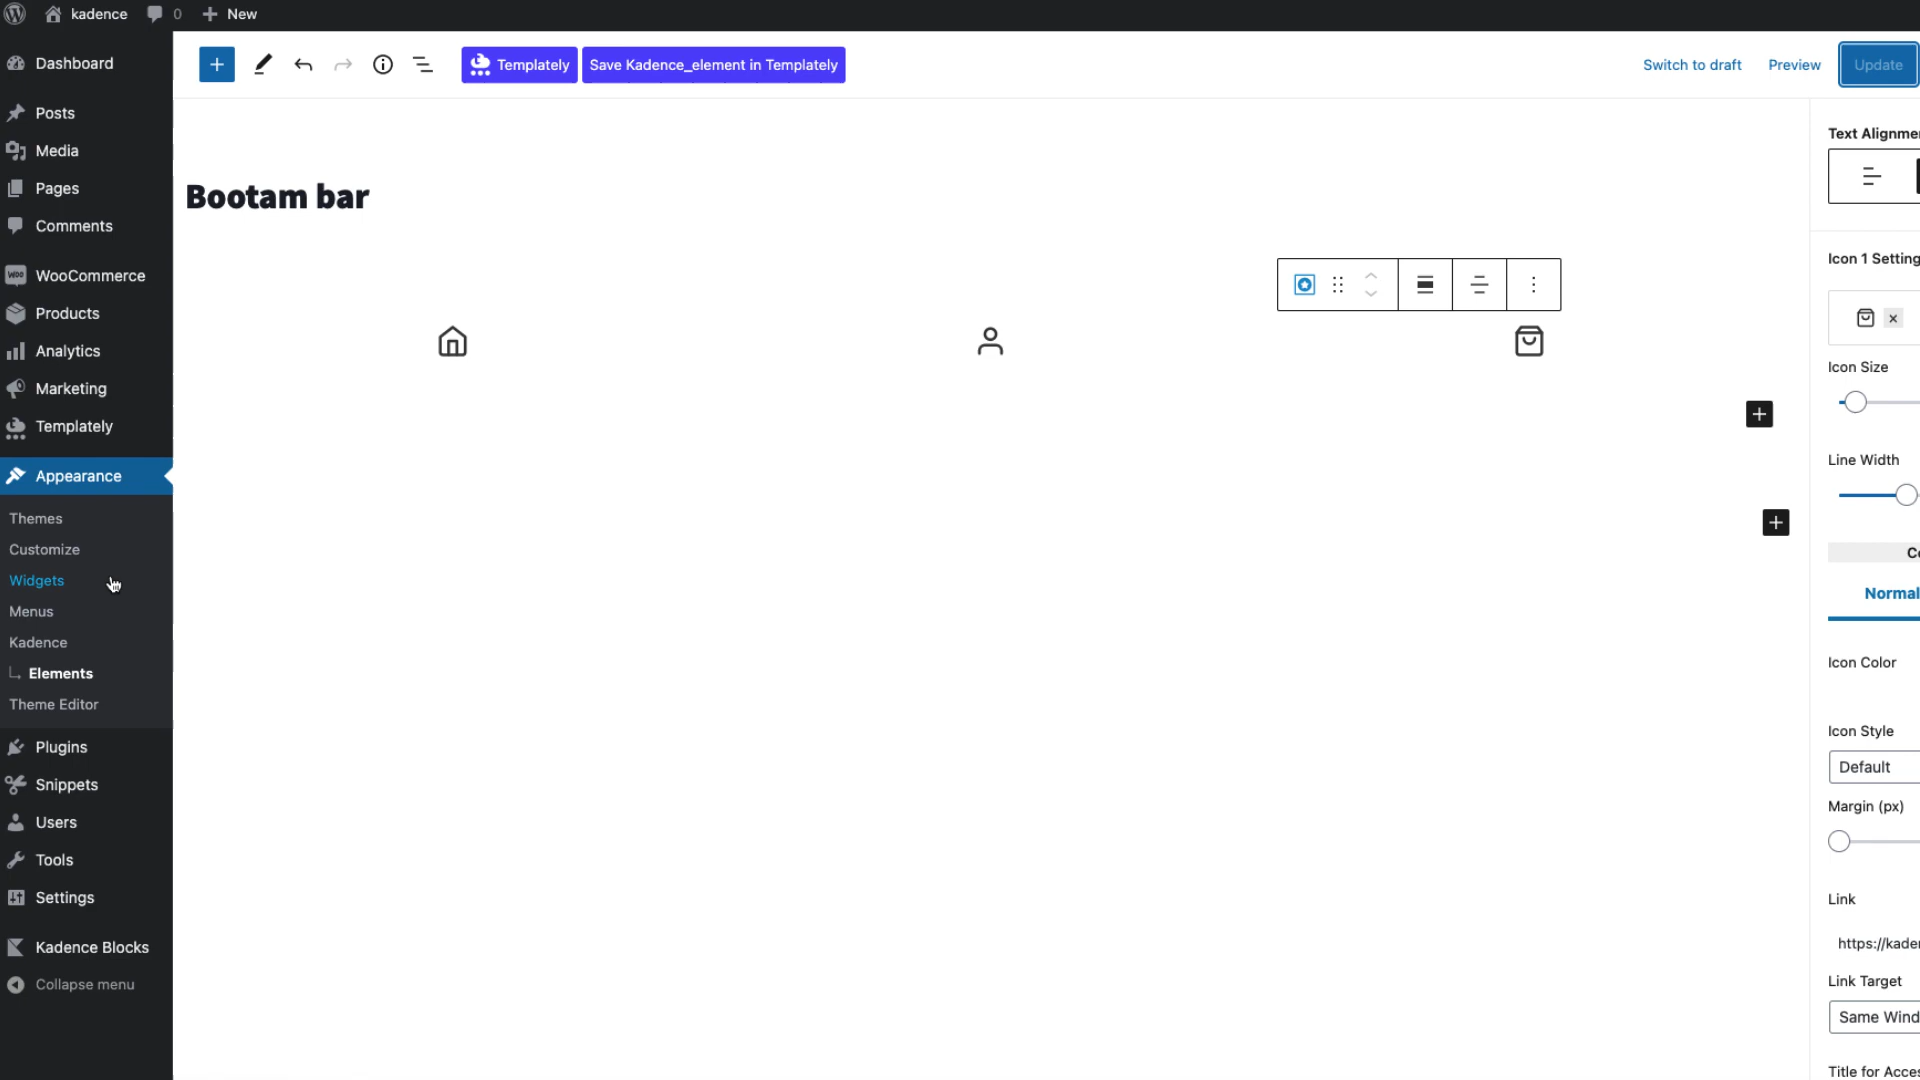 kadence 0 New
Dashboard
Templately Save Kadence_element in Templately Switch to draft Preview Update
Posts
Media
Pages
Comments
WooCommerce
Products
Analytics
Marketing
Templately
Appearance
Themes
Customize
Widgets
Menus
Kadence
Elements
Theme Editor
Plugins
Snippets
Users
Tools
Settings
Kadence Blocks
Collapse menu
Bootam bar
Text Alignme
Icon 1 Setting
Icon Size
Line Width
Co
Normal
Icon Color
Icon Style
Default
Margin (px)
Link
https://kade
Link Target
Same Wind
Title for Acce